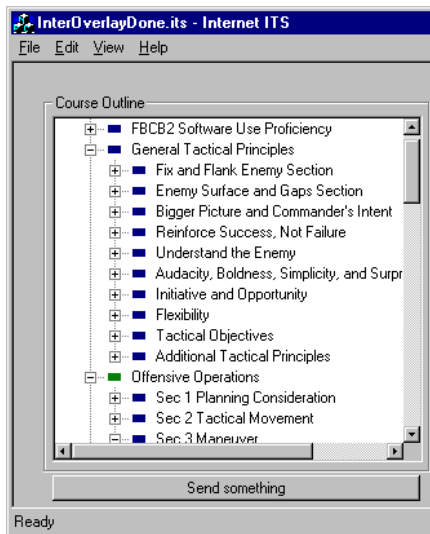 InterOverlayDone.its - Internet ITS
File Edit View Help
Course Outline
FBCB2 Software Use Proficiency
General Tactical Principles
Fix and Flank Enemy Section
Enemy Surface and Gaps Section
Bigger Picture and Commander's Intent
Reinforce Success, Not Failure
Understand the Enemy
Audacity, Boldness, Simplicity, and Surpr
Initiative and Opportunity
Flexibility
Tactical Objectives
Additional Tactical Principles
Offensive Operations
Sec 1 Planning Consideration
Sec 2 Tactical Movement
Sec 3 Maneuver
Send something
Ready